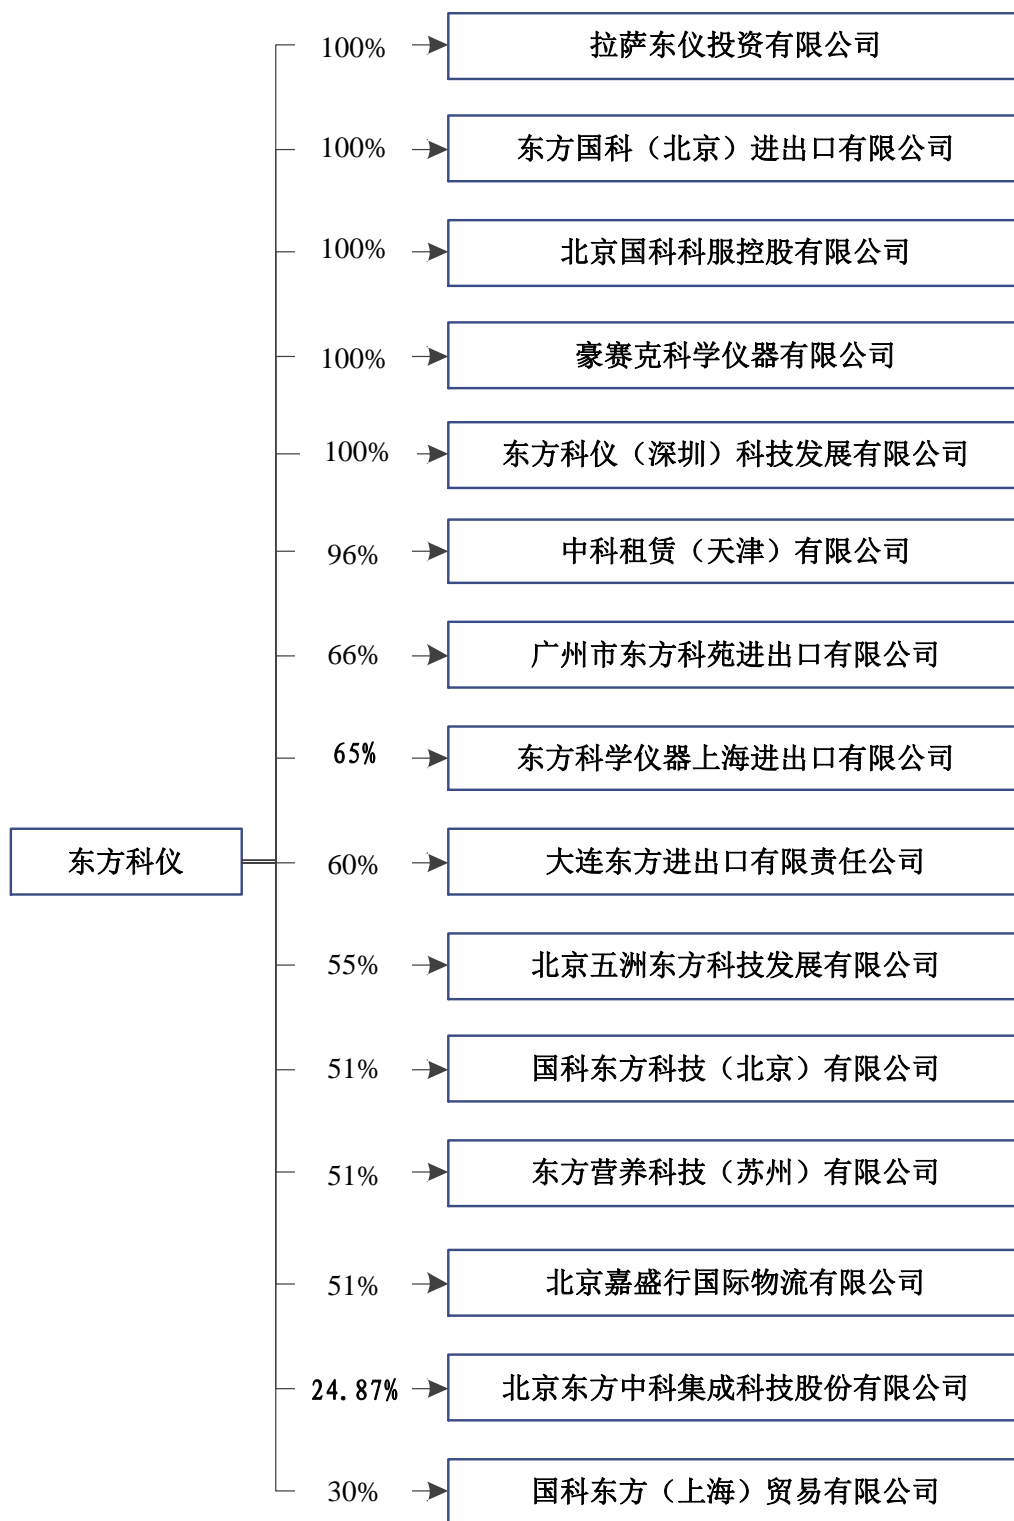 100% 拉萨东仪投资有限公司
100% 东方国科（北京）进出口有限公司
100% 北京国科科服控股有限公司
100% 豪赛克科学仪器有限公司
100% 东方科仪（深圳）科技发展有限公司
96% 中科租赁（天津）有限公司
66% 广州市东方科苑进出口有限公司
65% 东方科学仪器上海进出口有限公司
东方科仪 60% 大连东方进出口有限责任公司
55% 北京五洲东方科技发展有限公司
51% 国科东方科技（北京）有限公司
51% 东方营养科技（苏州）有限公司
51% 北京嘉盛行国际物流有限公司
24.87% 北京东方中科集成科技股份有限公司
30% 国科东方（上海）贸易有限公司